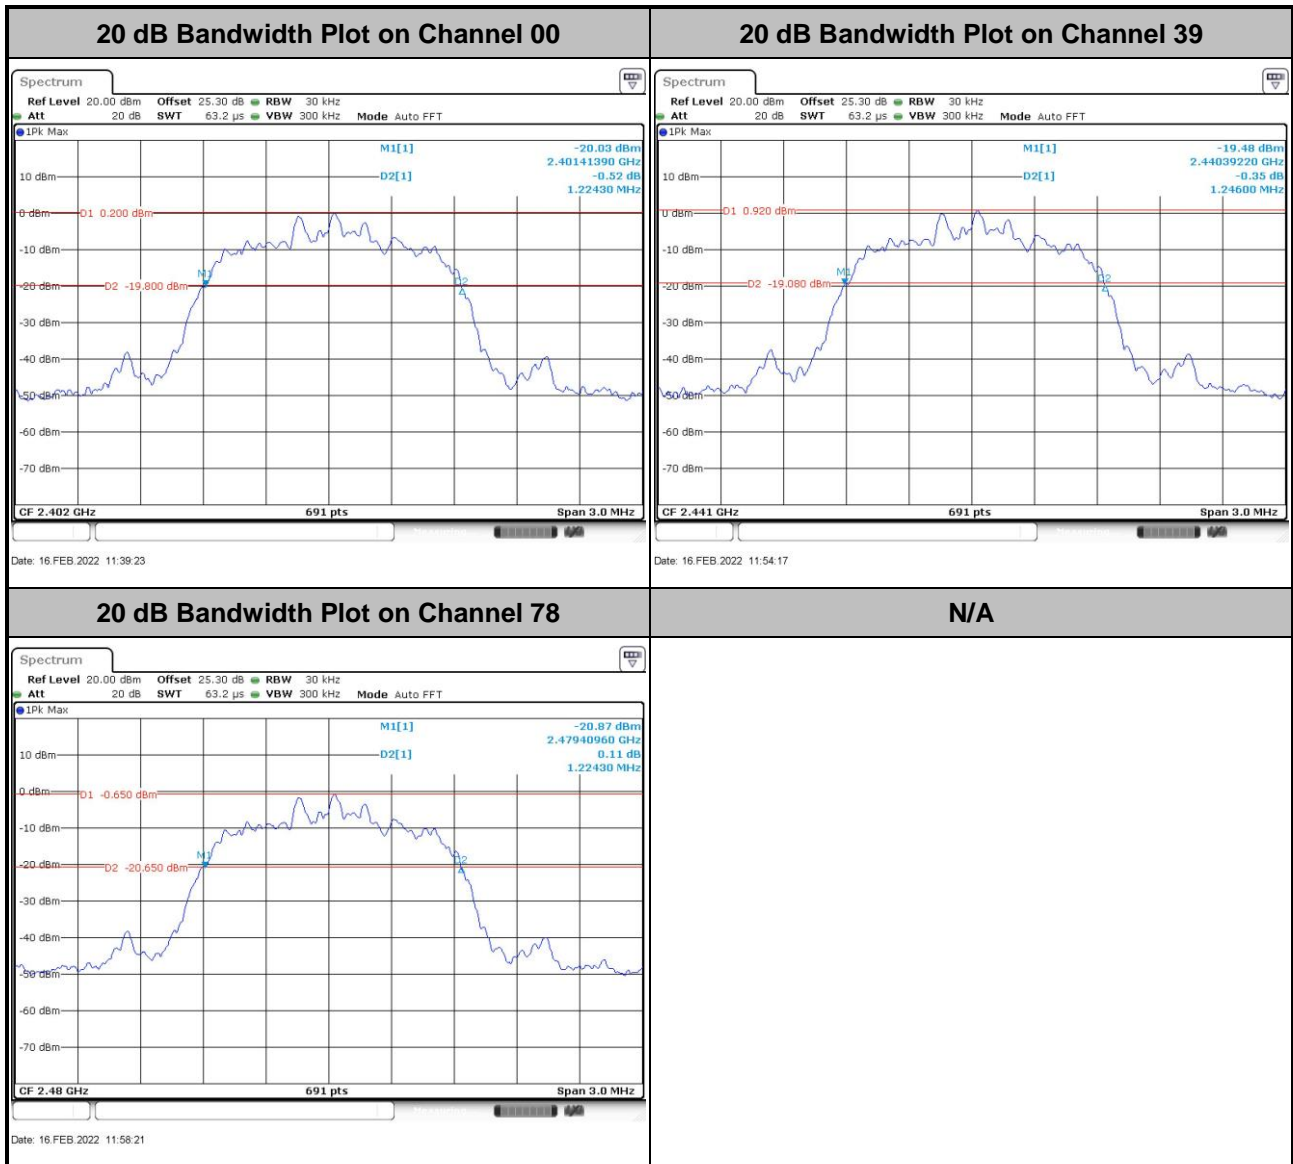 20 dB Bandwidth Plot on Channel 00
20 dB Bandwidth Plot on Channel 39
Spectrum
Ref Level 20.00 dBm Offset 25.30 dB RBW 30 kHz
Att 20 dB SWT 63.2 µs VBW 300 kHz Mode Auto FFT
1Pk Max
M1[1] -20.03 dBm
2.40141390 GHz
10 dBm
D2[1] -0.52 dB
1.22430 MHz
0 dBm
D1 0.200 dBm
-10 dBm
M1
D2
-20 dBm
D2 -19.800 dBm
-30 dBm
-40 dBm
-50 dBm
-60 dBm
-70 dBm
CF 2.402 GHz 691 pts Span 3.0 MHz
Date: 16.FEB.2022 11:39:23
Spectrum
Ref Level 20.00 dBm Offset 25.30 dB RBW 30 kHz
Att 20 dB SWT 63.2 µs VBW 300 kHz Mode Auto FFT
1Pk Max
M1[1] -19.48 dBm
2.44039220 GHz
10 dBm
D2[1] -0.35 dB
1.24600 MHz
0 dBm
D1 0.920 dBm
-10 dBm
M1
D2
-20 dBm
D2 -19.080 dBm
-30 dBm
-40 dBm
-50 dBm
-60 dBm
-70 dBm
CF 2.441 GHz 691 pts Span 3.0 MHz
Date: 16.FEB.2022 11:54:17
20 dB Bandwidth Plot on Channel 78
N/A
Spectrum
Ref Level 20.00 dBm Offset 25.30 dB RBW 30 kHz
Att 20 dB SWT 63.2 µs VBW 300 kHz Mode Auto FFT
1Pk Max
M1[1] -20.87 dBm
2.47940960 GHz
10 dBm
D2[1] 0.11 dB
1.22430 MHz
0 dBm
D1 -0.650 dBm
-10 dBm
M1
D2
-20 dBm
D2 -20.650 dBm
-30 dBm
-40 dBm
-50 dBm
-60 dBm
-70 dBm
CF 2.48 GHz 691 pts Span 3.0 MHz
Date: 16.FEB.2022 11:58:21